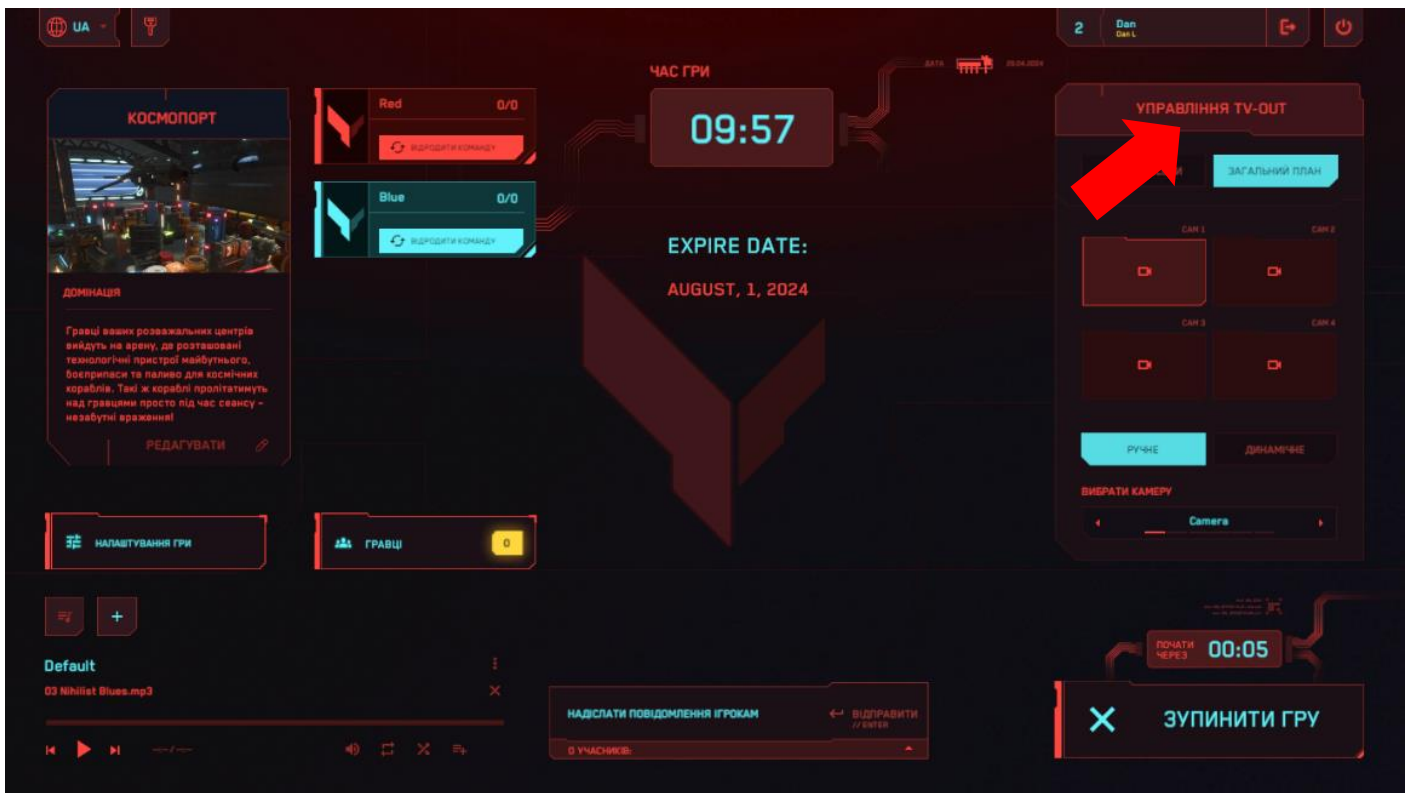 UA
2
Dan
Dan L
ДАТА
КОСМОПОРТ
ДОМІНАЦІЯ
Гравці ваших розважальних центрів
вийдуть на арену, де розташовані
технологічні пристрої майбутнього,
боєприпаси та паливо для космічних
кораблів. Такі ж кораблі пролітатимуть
над гравцями просто під час сеансу –
незабутні враження!
РЕДАГУВАТИ
Red 0/0
ВІДРОДИТИ КОМАНДУ
Blue 0/0
ВІДРОДИТИ КОМАНДУ
ЧАС ГРИ
09:57
EXPIRE DATE:
AUGUST, 1, 2024
УПРАВЛІННЯ TV-OUT
ЗАГАЛЬНИЙ ПЛАН
CAM 1
CAM 2
CAM 3
CAM 4
РУЧНЕ
ДИНАМІЧНЕ
ВИБРАТИ КАМЕРУ
Camera
НАЛАШТУВАННЯ ГРИ
ГРАВЦІ
0
Default
03 Nihilist Blues.mp3
--:-- / --:--
НАДІСЛАТИ ПОВІДОМЛЕННЯ ІГРОКАМ
ВІДПРАВИТИ
// ENTER
0 УЧАСНИКІВ:
ПОЧАТИ
ЧЕРЕЗ
00:05
ЗУПИНИТИ ГРУ